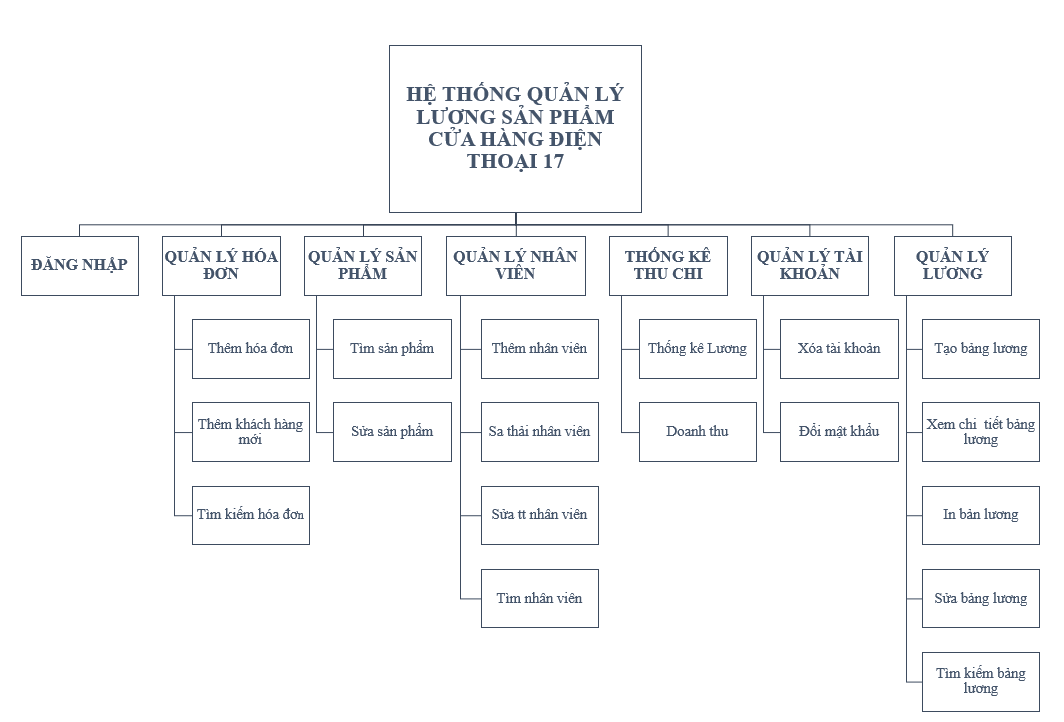 HỆ THỐNG QUẢN LÝ
LƯƠNG SẢN PHẨM
CỬA HÀNG ĐIỆN
THOẠI 17
ĐĂNG NHẬP
QUẢN LÝ HÓA
ĐƠN
QUẢN LÝ SẢN
PHẨM
QUẢN LÝ NHÂN
VIÊN
THỐNG KÊ
THU CHI
QUẢN LÝ TÀI
KHOẢN
QUẢN LÝ
LƯƠNG
Thêm hóa đơn
Thêm khách hàng
mới
Tìm kiếm hóa đơn
Tìm sản phẩm
Sửa sản phẩm
Thêm nhân viên
Sa thải nhân viên
Sửa tt nhân viên
Tìm nhân viên
Thống kê Lương
Doanh thu
Xóa tài khoản
Đổi mật khẩu
Tạo bảng lương
Xem chi tiết bảng
lương
In bản lương
Sửa bảng lương
Tìm kiếm bảng
lương